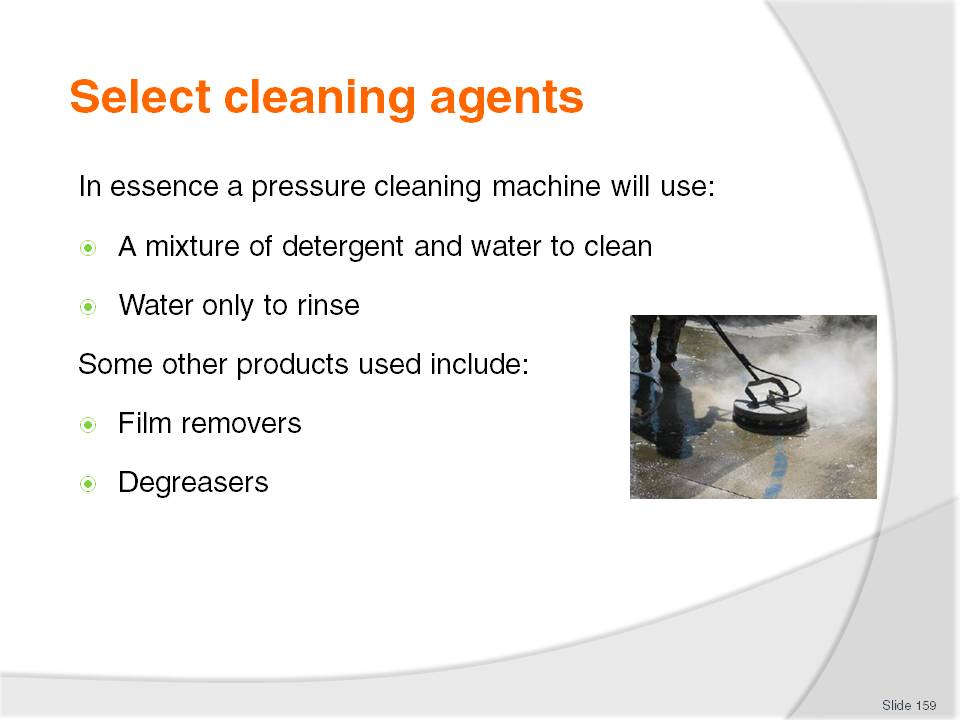 Select cleaning agents
In essence a pressure cleaning machine will use:
A mixture of detergent and water to clean
Water only to rinse
Some other products used include:
Film removers
Degreasers
Slide 159